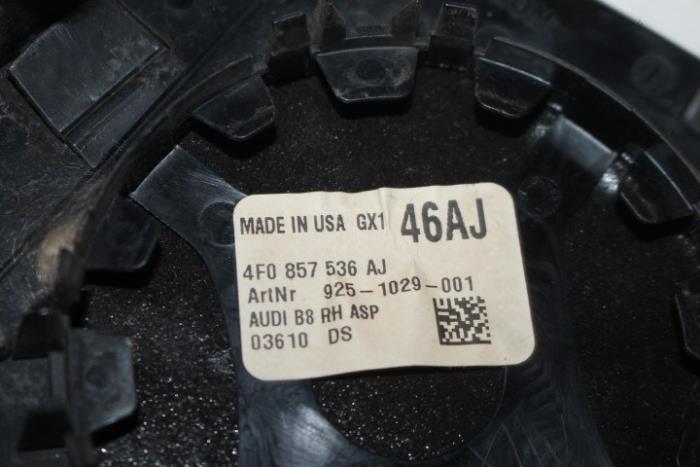 MADE IN USA GX1 46AJ
4F0 857 536 AJ
ArtNr 925-1029-001
AUDI B8 RH ASP
03610 DS